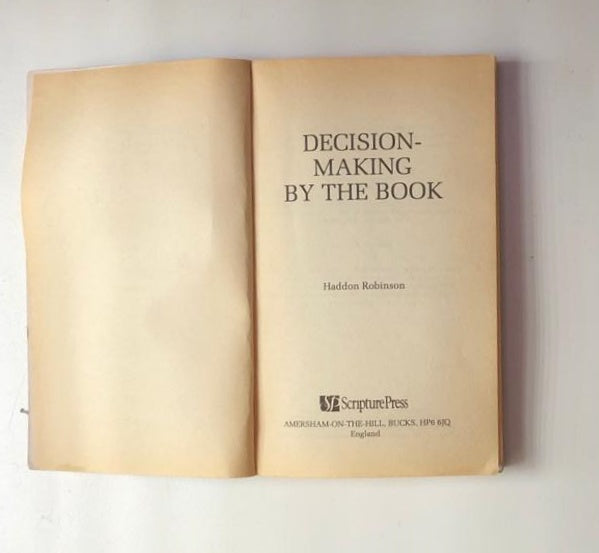 DECISION-
MAKING
BY THE BOOK
Haddon Robinson
SP ScripturePress
AMERSHAM-ON-THE-HILL, BUCKS, HP6 6JQ
England